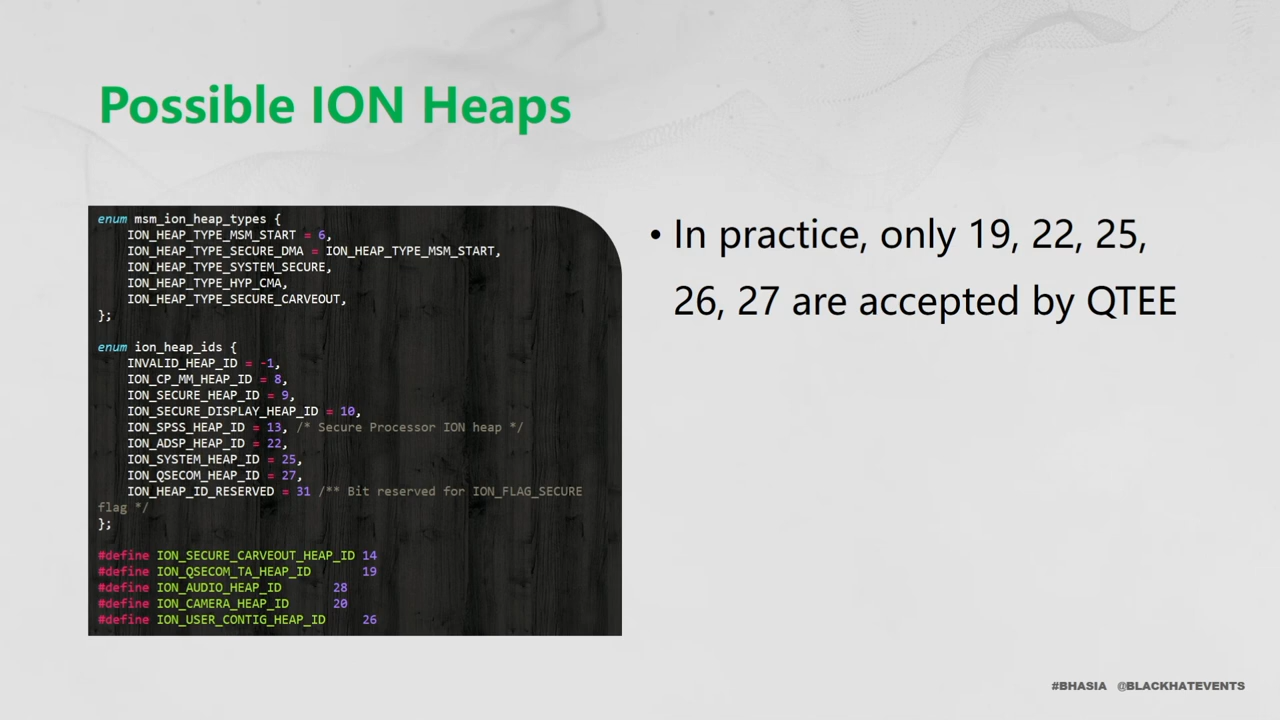 Possible ION Heaps
enum msm_ion_heap_types {
    ION_HEAP_TYPE_MSM_START = 6,
    ION_HEAP_TYPE_SECURE_DMA = ION_HEAP_TYPE_MSM_START,
    ION_HEAP_TYPE_SYSTEM_SECURE,
    ION_HEAP_TYPE_HYP_CMA,
    ION_HEAP_TYPE_SECURE_CARVEOUT,
};
enum ion_heap_ids {
    INVALID_HEAP_ID = -1,
    ION_CP_MM_HEAP_ID = 8,
    ION_SECURE_HEAP_ID = 9,
    ION_SECURE_DISPLAY_HEAP_ID = 10,
    ION_SPSS_HEAP_ID = 13, /* Secure Processor ION heap */
    ION_ADSP_HEAP_ID = 22,
    ION_SYSTEM_HEAP_ID = 25,
    ION_QSECOM_HEAP_ID = 27,
    ION_HEAP_ID_RESERVED = 31 /** Bit reserved for ION_FLAG_SECURE
flag */
};
#define ION_SECURE_CARVEOUT_HEAP_ID 14
#define ION_QSECOM_TA_HEAP_ID       19
#define ION_AUDIO_HEAP_ID       28
#define ION_CAMERA_HEAP_ID      20
#define ION_USER_CONTIG_HEAP_ID     26
• In practice, only 19, 22, 25,
26, 27 are accepted by QTEE
#BHASIA @BLACKHATEVENTS